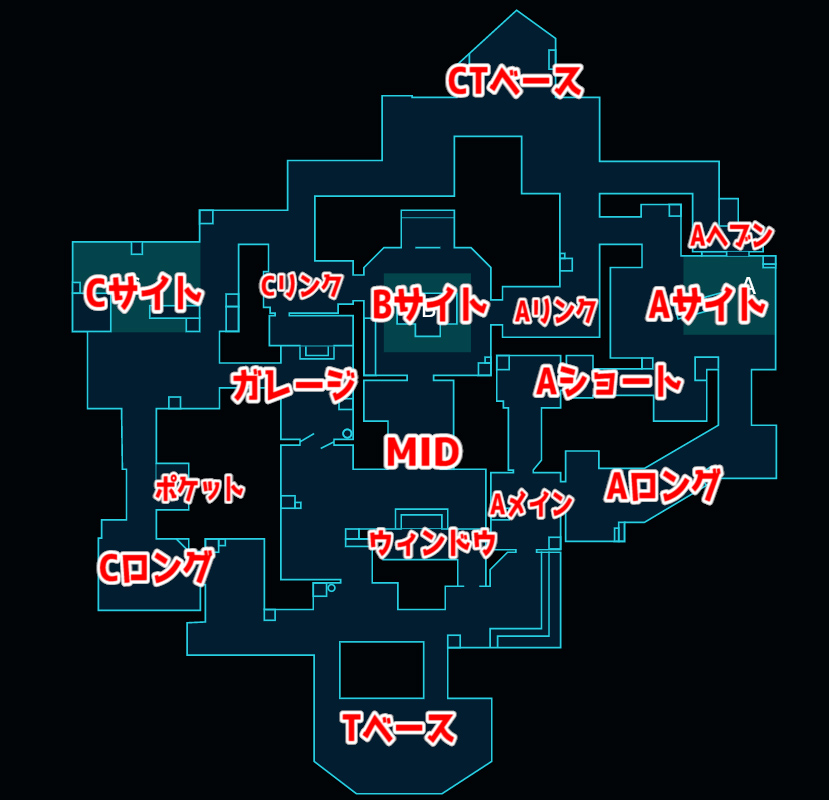 CTベース
Aヘブン
Cサイト
Cリンク
Bサイト
Aリンク
Aサイト
A
ガレージ
Aショート
MID
ポケット
Aメイン
Aロング
ウィンドウ
Cロング
Tベース